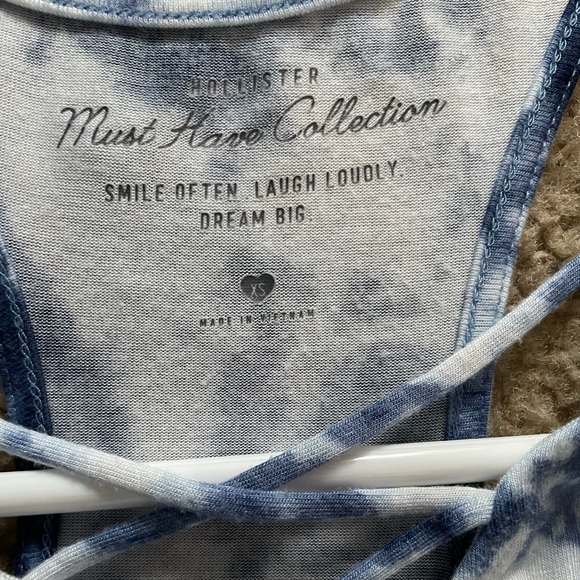 HOLLISTER
Must Have Collection
SMILE OFTEN. LAUGH LOUDLY.
DREAM BIG.
XS
MADE IN VIETNAM